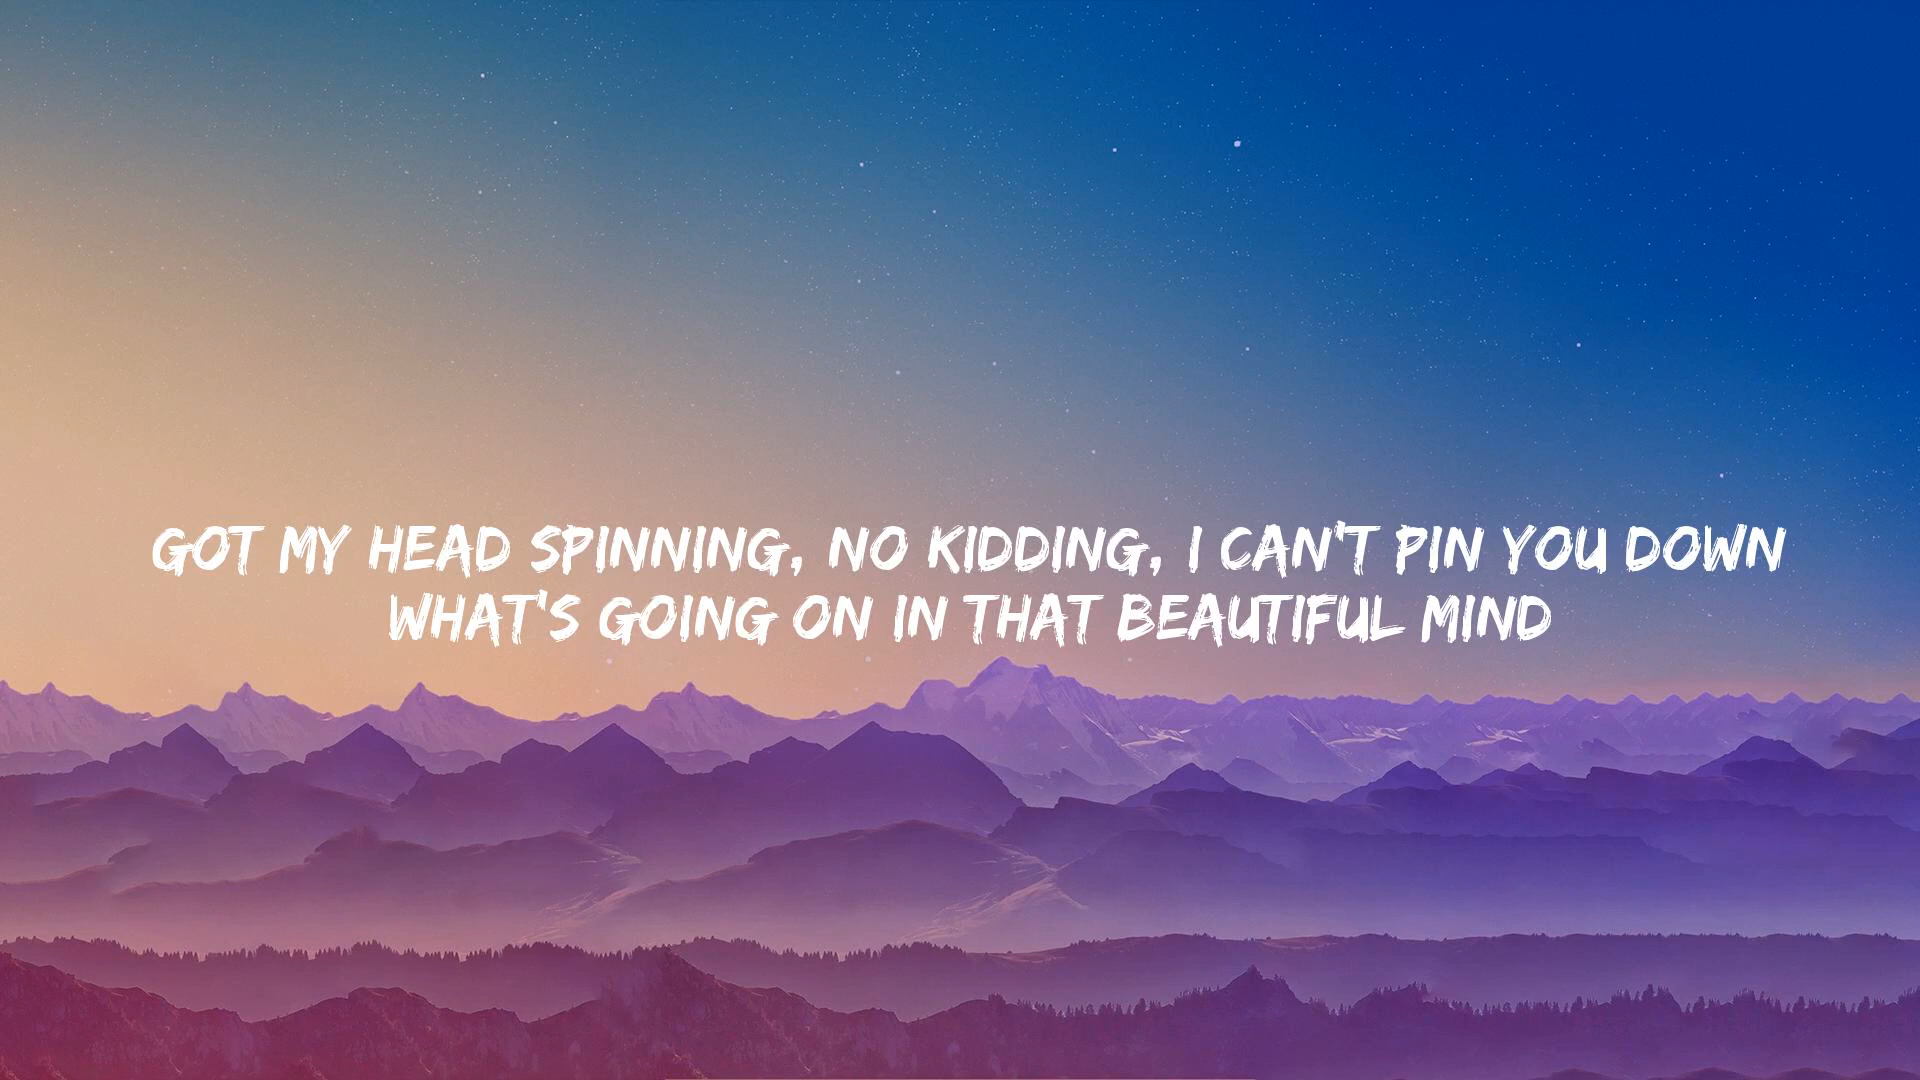 GOT MY HEAD SPINNING, NO KIDDING, I CAN'T PIN YOU DOWN
WHAT'S GOING ON IN THAT BEAUTIFUL MIND